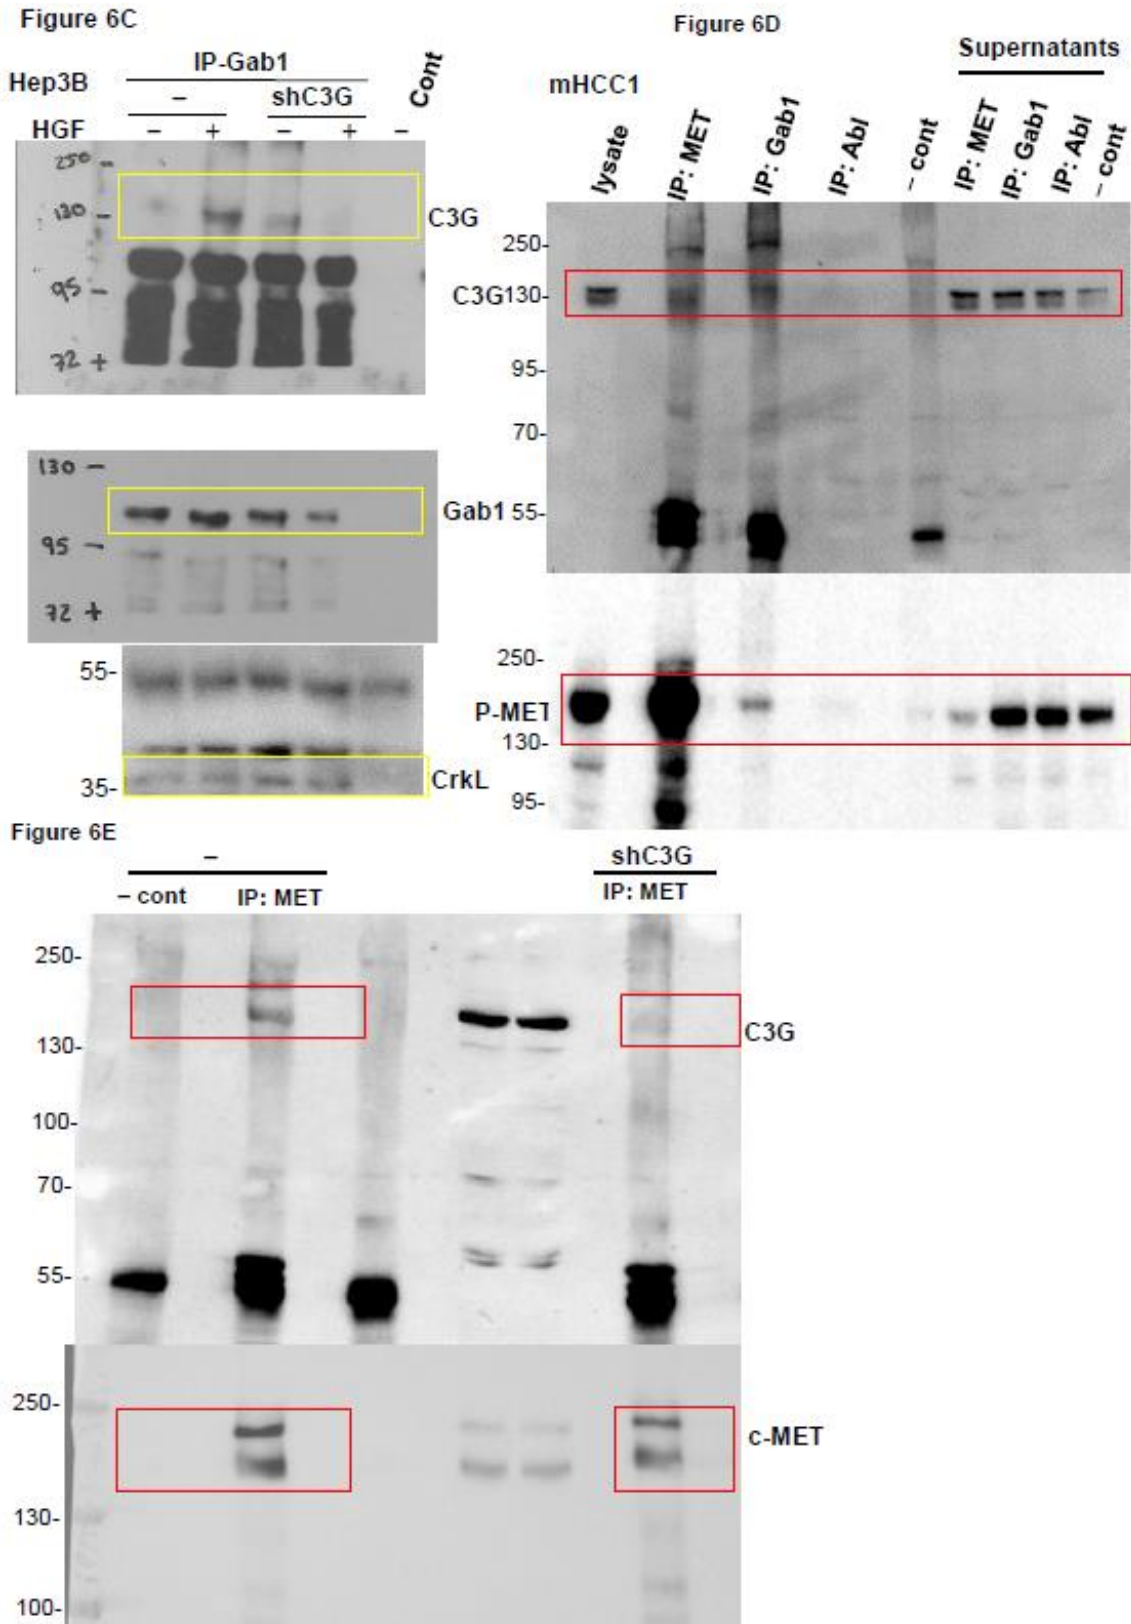 Figure 6C
IP-Gab1
Hep3B
– shC3G Cont
HGF – + – + –
250 –
130 –
C3G
95 –
72 +
130 –
Gab1
95 –
72 +
55-
CrkL
35-
Figure 6D
Supernatants
mHCC1
lysate IP: MET IP: Gab1 IP: Abl – cont IP: MET IP: Gab1 IP: Abl – cont
250-
C3G 130-
95-
70-
55-
250-
P-MET
130-
95-
Figure 6E
– shC3G
– cont IP: MET IP: MET
250-
C3G
130-
100-
70-
55-
250-
c-MET
130-
100-